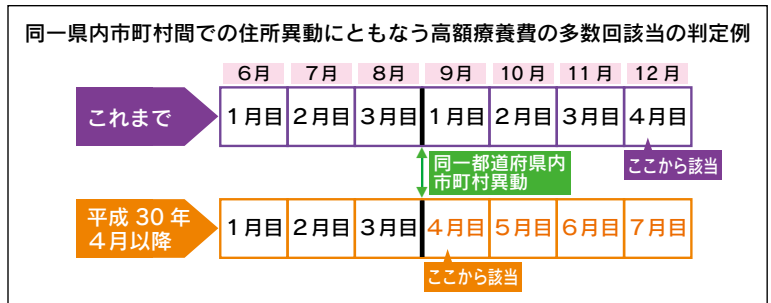 同一県内市町村間での住所異動にともなう高額療養費の多数回該当の判定例
6月 7月 8月 9月 10月 11月 12月
これまで 1月目 2月目 3月目 1月目 2月目 3月目 4月目
ここから該当
同一都道府県内
市町村異動
平成30年
4月以降
1月目 2月目 3月目 4月目 5月目 6月目 7月目
ここから該当